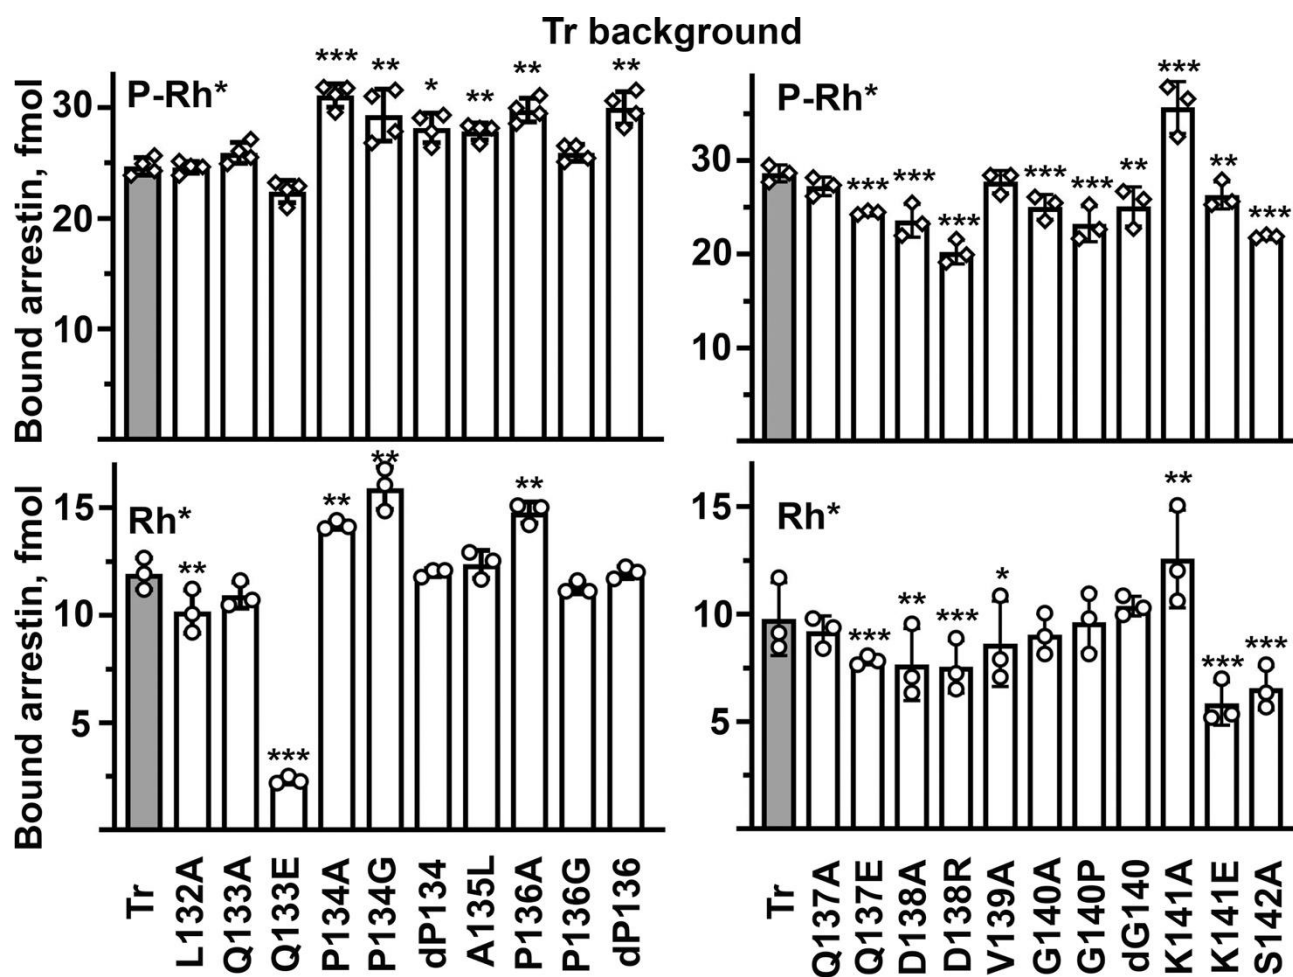 Tr background
P-Rh*
Bound arrestin, fmol
30
20
10
*** ** * ** ** **
P-Rh*
30
20
10
*** *** *** *** *** ** *** ** ***
Rh*
Bound arrestin, fmol
15
10
5
** *** ** ** **
Rh*
15
10
5
*** ** *** * ** *** ***
Tr
L132A
Q133A
Q133E
P134A
P134G
dP134
A135L
P136A
P136G
dP136
Tr
Q137A
Q137E
D138A
D138R
V139A
G140A
G140P
dG140
K141A
K141E
S142A